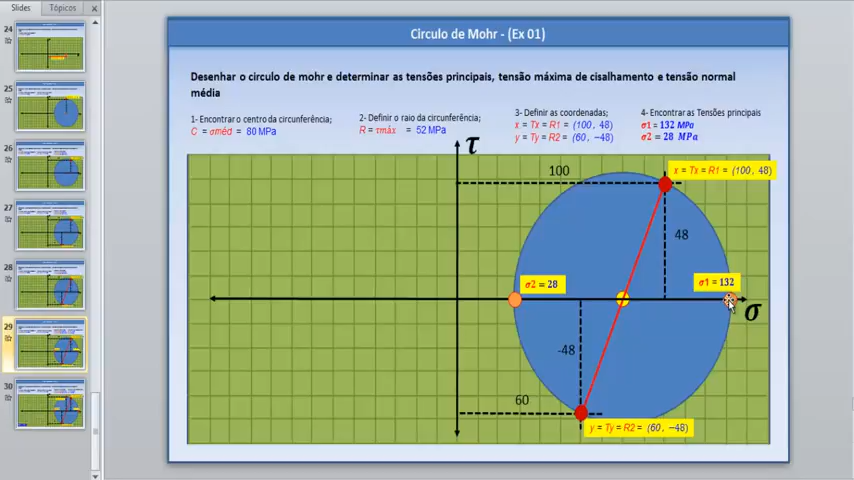 Slides
Tópicos
24
25
26
27
28
29
30
Circulo de Mohr - (Ex 01)
Desenhar o circulo de mohr e determinar as tensões principais, tensão máxima de cisalhamento e tensão normal
média
1- Encontrar o centro da circunferência;
C = σméd = 80 MPa
2- Definir o raio da circunferência;
R = τmáx = 52 MPa
3- Definir as coordenadas;
x = Tx = R1 = (100, 48)
y = Tx = R2 = (60, −48)
4- Encontrar as Tensões principais
σ1 = 132 MPa
σ2 = 28 MPa
τ
100
x = Tx = R1 = (100, 48)
48
σ2 = 28
σ1 = 132
σ
-48
60
y = Ty = R2 = (60, −48)